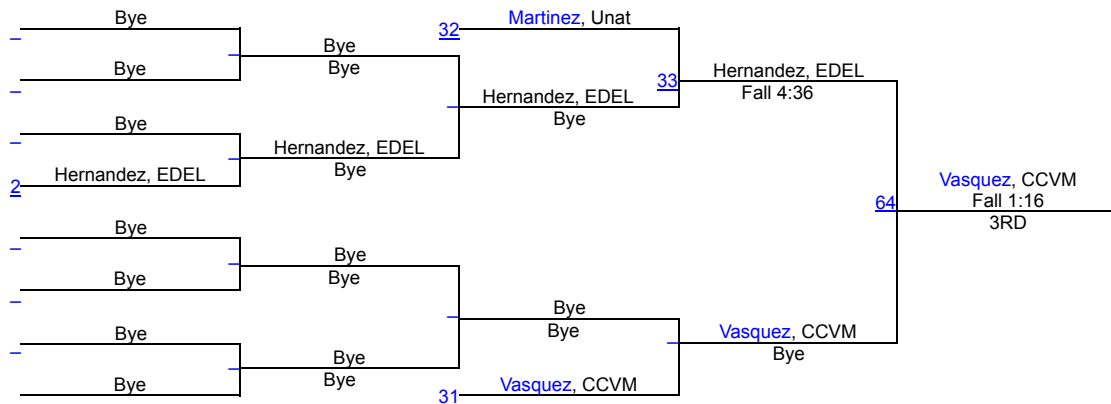 Bye
Martinez, Unat
32
Bye
Bye
Bye
Hernandez, EDEL
33
Fall 4:36
Hernandez, EDEL
Bye
Bye
Hernandez, EDEL
Bye
Hernandez, EDEL
2
Vasquez, CCVM
Fall 1:16
3RD
64
Bye
Bye
Bye
Bye
Bye
Bye
Vasquez, CCVM
Bye
Bye
Bye
Bye
Bye
Vasquez, CCVM
31